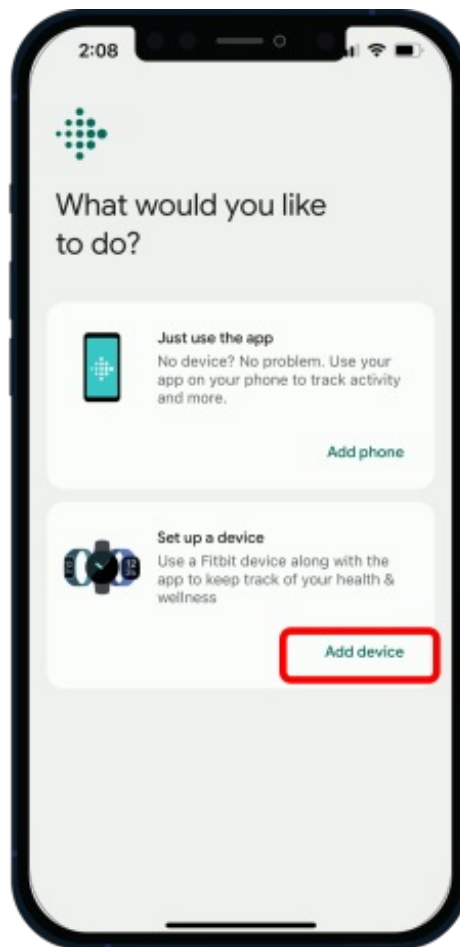 2:08
What would you like
to do?
Just use the app
No device? No problem. Use your
app on your phone to track activity
and more.
Add phone
Set up a device
Use a Fitbit device along with the
app to keep track of your health &
wellness
Add device